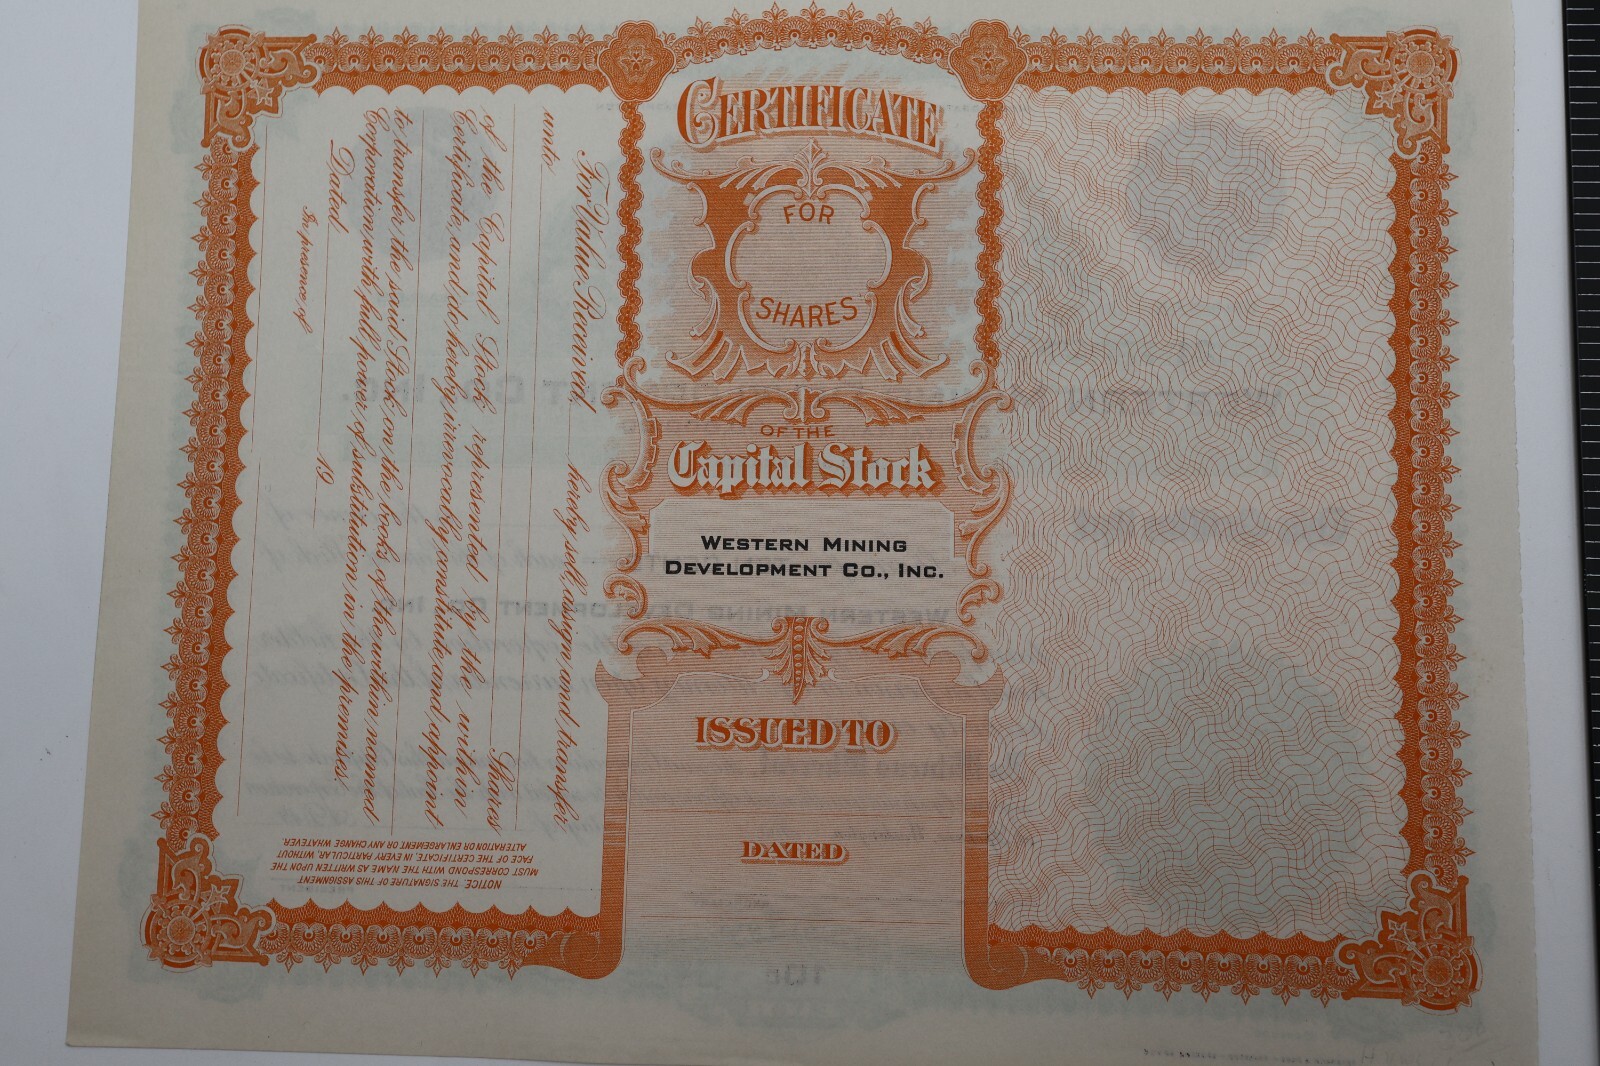 CERTIFICATE
FOR
SHARES
OF THE
Capital Stock
WESTERN MINING
DEVELOPMENT CO., INC.
ISSUED TO
DATED
For Value Received hereby sell, assign and transfer
unto
Shares
of the Capital Stock represented by the within
Certificate, and do hereby irrevocably constitute and appoint
to transfer the said Stock on the books of the within named
Corporation with full power of substitution in the premises.
Dated 19
In presence of
NOTICE. THE SIGNATURE OF THIS ASSIGNMENT
MUST CORRESPOND WITH THE NAME AS WRITTEN UPON THE
FACE OF THE CERTIFICATE, IN EVERY PARTICULAR, WITHOUT
ALTERATION OR ENLARGEMENT OR ANY CHANGE WHATEVER.